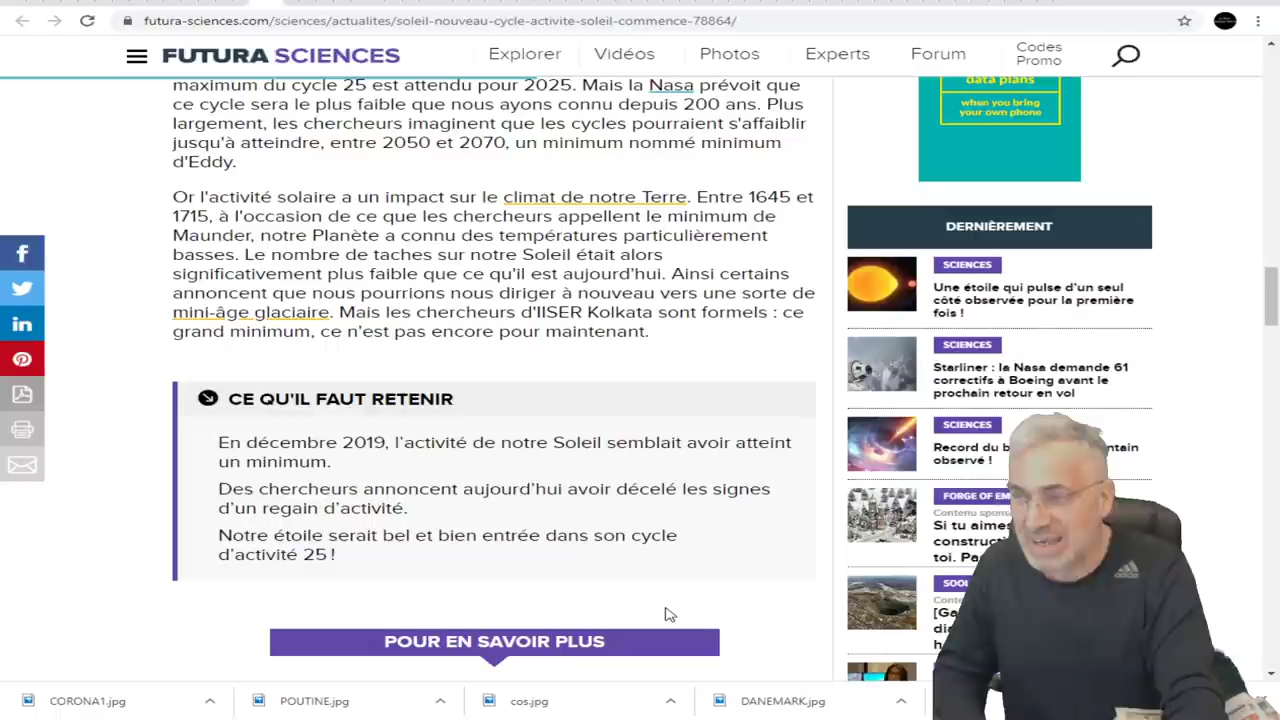 futura-sciences.com/sciences/actualites/soleil-nouveau-cycle-activite-soleil-commence-78864/
FUTURA SCIENCES
Explorer
Vidéos
Photos
Experts
Forum
Codes
Promo
maximum du cycle 25 est attendu pour 2025. Mais la Nasa prévoit que
ce cycle sera le plus faible que nous ayons connu depuis 200 ans. Plus
largement, les chercheurs imaginent que les cycles pourraient s'affaiblir
jusqu'à atteindre, entre 2050 et 2070, un minimum nommé minimum
d'Eddy.
Or l'activité solaire a un impact sur le climat de notre Terre. Entre 1645 et
1715, à l'occasion de ce que les chercheurs appellent le minimum de
Maunder, notre Planete a connu des températures particulièrement
basses. Le nombre de taches sur notre Soleil était alors
significativement plus faible que ce qu'il est aujourd'hui. Ainsi certains
annoncent que nous pourrions nous diriger à nouveau vers une sorte de
mini-âge glaciaire. Mais les chercheurs d'IISER Kolkata sont formels : ce
grand minimum, ce n'est pas encore pour maintenant.
CE QU'IL FAUT RETENIR
En décembre 2019, l'activité de notre Soleil semblait avoir atteint
un minimum.
Des chercheurs annoncent aujourd'hui avoir décelé les signes
d'un regain d'activité.
Notre étoile serait bel et bien entrée dans son cycle
d'activité 25 !
POUR EN SAVOIR PLUS
data plans
when you bring
your own phone
DERNIÈREMENT
SCIENCES
Une étoile qui pulse d'un seul
côté observée pour la première
fois !
SCIENCES
Starliner : la Nasa demande 61
correctifs à Boeing avant le
prochain retour en vol
SCIENCES
Record du
observé !
FORGE OF EM
Contenu spons
Si tu aimes
constructi
toi. Pa
[Ga
CORONA1.jpg
POUTINE.jpg
cos.jpg
DANEMARK.jpg